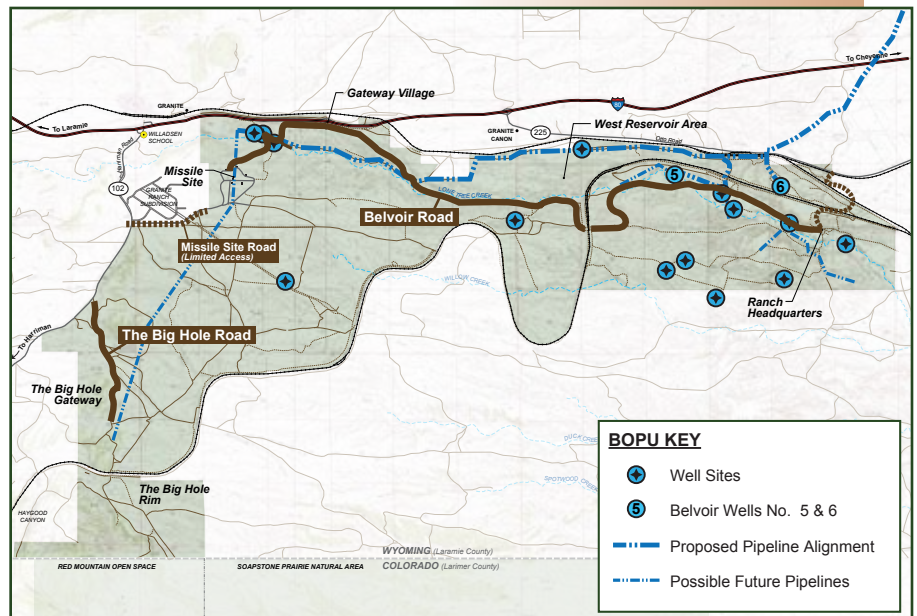 To Cheyenne
Gateway Village
80
To Laramie
GRANITE
WILLADSEN
SCHOOL
Harriman Road
GRANITE
CANON
225
West Reservoir Area
Otto Road
Missile
Site
5
6
102
GRANITE
RANCH
SUBDIVISION
LONE TREE CREEK
Belvoir Road
Missile Site Road
(Limited Access)
WILLOW CREEK
Ranch
Headquarters
The Big Hole Road
To Harriman
The Big Hole
Gateway
DUCK CREEK
SPOTWOOD CREEK
The Big Hole
Rim
HAYGOOD
CANYON
WYOMING (Laramie County)
COLORADO (Larimer County)
RED MOUNTAIN OPEN SPACE
SOAPSTONE PRAIRIE NATURAL AREA
BOPU KEY
Well Sites
5 Belvoir Wells No. 5 & 6
Proposed Pipeline Alignment
Possible Future Pipelines